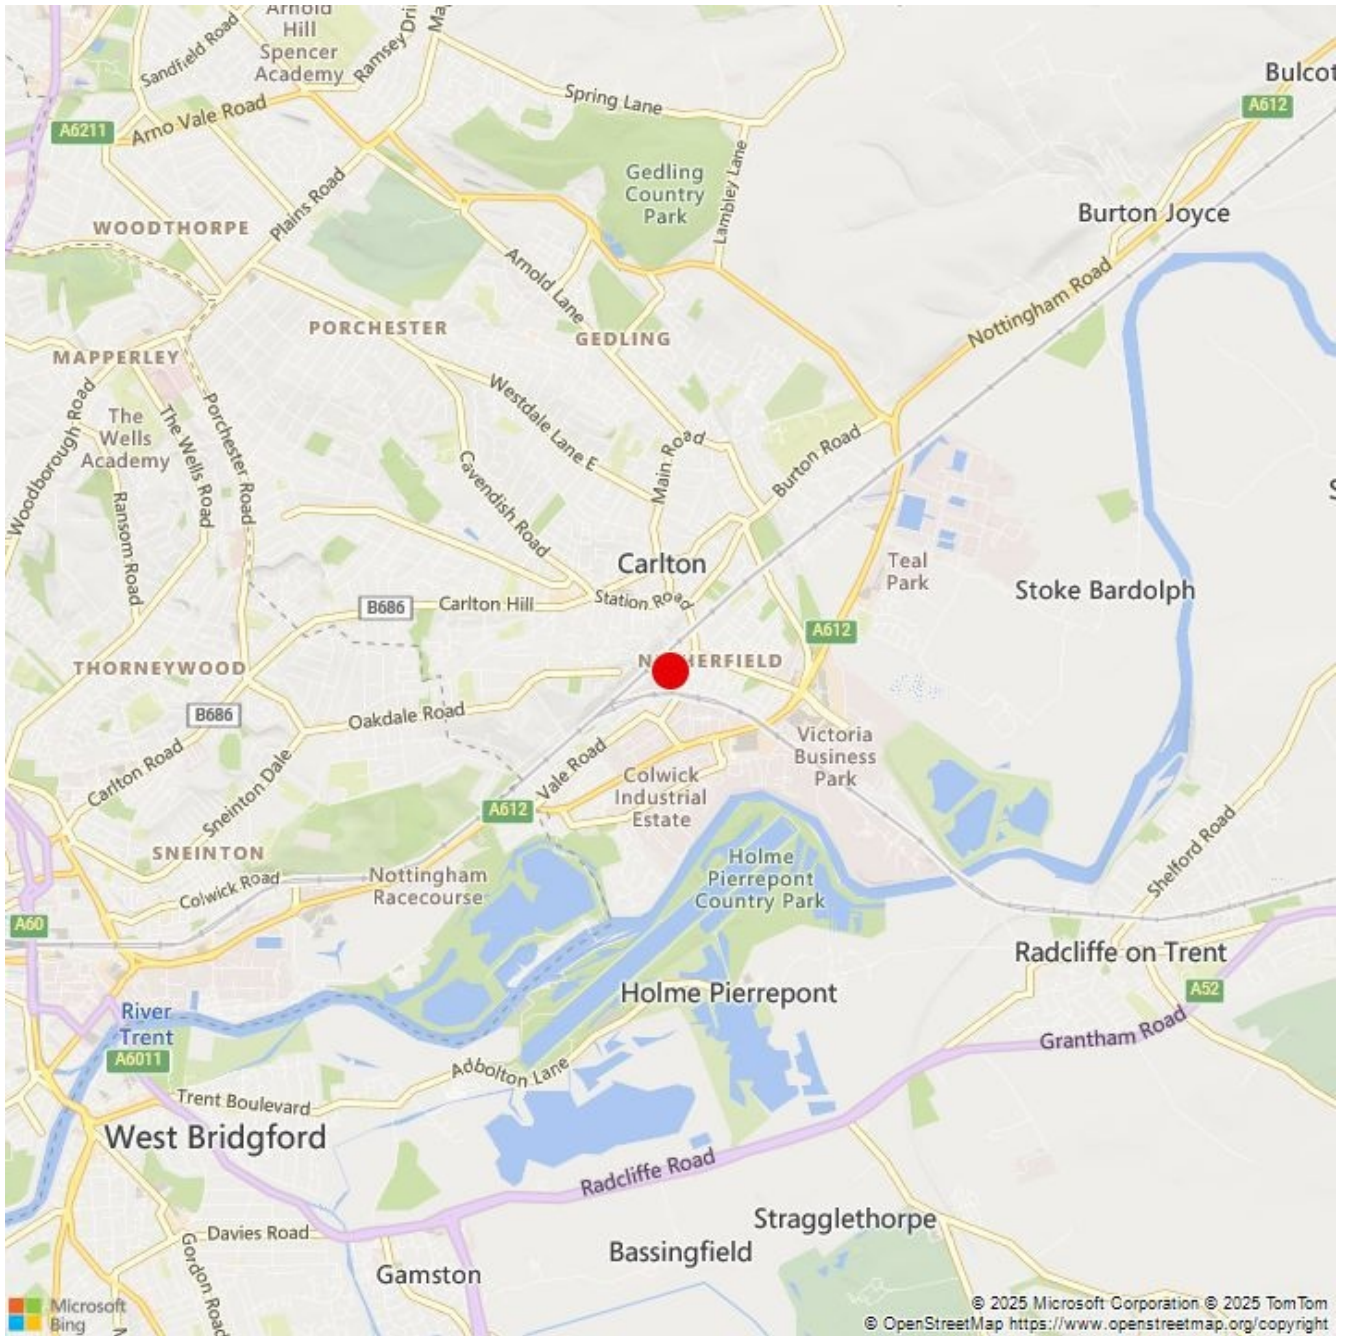 Arnold
Hill
Spencer
Academy
Sandfield Road
Ramsey Dri
Ma
Spring Lane
Bulcot
A612
A6211
Arno Vale Road
Gedling
Country
Park
Lambley Lane
Plains Road
WOODTHORPE
Burton Joyce
Arnold Lane
Nottingham Road
PORCHESTER
GEDLING
MAPPERLEY
Woodborough Road
The
Wells
Academy
The Wells Road
Porchester Road
Westdale Lane E
Main Road
Burton Road
Cavendish Road
Ransom Road
S
Teal
Park
Carlton
Stoke Bardolph
Station Road
B686
Carlton Hill
A612
THORNEYWOOD
N HERFIELD
B686
Oakdale Road
Carlton Road
Sneinton Dale
Vale Road
Victoria
Business
Park
Colwick
Industrial
Estate
A612
SNEINTON
Colwick Road
Nottingham
Racecourse
Holme
Pierrepont
Country Park
Shelford Road
A60
Radcliffe on Trent
A52
Holme Pierrepont
River
Trent
Grantham Road
A6011
Adbolton Lane
Trent Boulevard
West Bridgford
Radcliffe Road
Stragglethorpe
Davies Road
Gordon Road
Bassingfield
Gamston
Microsoft
Bing
© 2025 Microsoft Corporation © 2025 TomTom
© OpenStreetMap https://www.openstreetmap.org/copyright